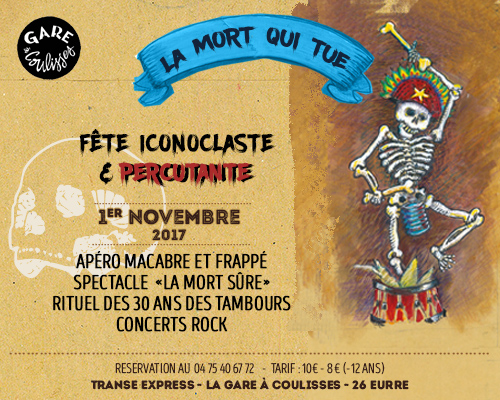 GARE
à Coulisses
LA MORT QUI TUE
FÊTE ICONOCLASTE
& PERCUTANTE
1ER NOVEMBRE
2017
APÉRO MACABRE ET FRAPPÉ
SPECTACLE «LA MORT SÛRE»
RITUEL DES 30 ANS DES TAMBOURS
CONCERTS ROCK
RESERVATION AU 04 75 40 67 72 - TARIF : 10€ - 8 € (-12 ANS)
TRANSE EXPRESS - LA GARE À COULISSES - 26 EURRE